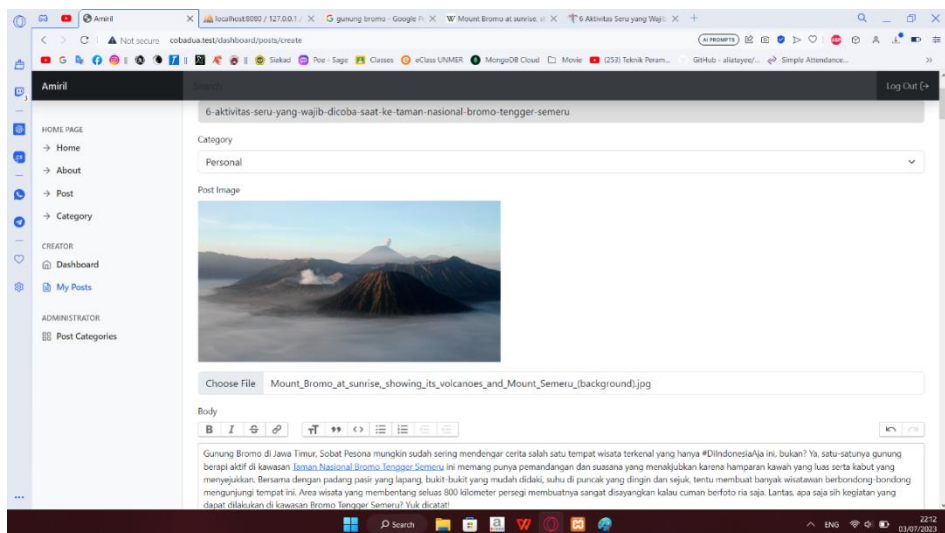 Amiril
localhost:8080 / 127.0.0.1 /
gunung bromo - Google
Mount Bromo at sunrise,
6 Aktivitas Seru yang Wajib
Not secure cobadua.test/dashboard/posts/create
AI PROMPTS
Siakad
Poe - Sage
Classes
eClass UNMER
MongoDB Cloud
Movie
(253) Teknik Peram...
GitHub - aliatayee/...
Simple Attendance...
Amiril
Search
Log Out
6-aktivitas-seru-yang-wajib-dicoba-saat-ke-taman-nasional-bromo-tengger-semeru
HOME PAGE
Home
About
Post
Category
CREATOR
Dashboard
My Posts
ADMINISTRATOR
Post Categories
Category
Personal
Post Image
Choose File Mount_Bromo_at_sunrise,_showing_its_volcanoes_and_Mount_Semeru_(background).jpg
Body
Gunung Bromo di Jawa Timur, Sobat Pesona mungkin sudah sering mendengar cerita salah satu tempat wisata terkenal yang hanya #DiIndonesiaAja ini, bukan? Ya, satu-satunya gunung
berapi aktif di kawasan Taman Nasional Bromo Tengger Semeru ini memang punya pemandangan dan suasana yang menakjubkan karena hamparan kawah yang luas serta kabut yang
menyejukkan. Bersama dengan padang pasir yang lapang, bukit-bukit yang mudah didaki, suhu di puncak yang dingin dan sejuk, tentu membuat banyak wisatawan berbondong-bondong
mengunjungi tempat ini. Area wisata yang membentang seluas 800 kilometer persegi membuatnya sangat disayangkan kalau cuman berfoto ria saja. Lantas, apa saja sih kegiatan yang
dapat dilakukan di kawasan Bromo Tengger Semeru? Yuk dicatat!
Search
ENG
22:12
03/07/2023